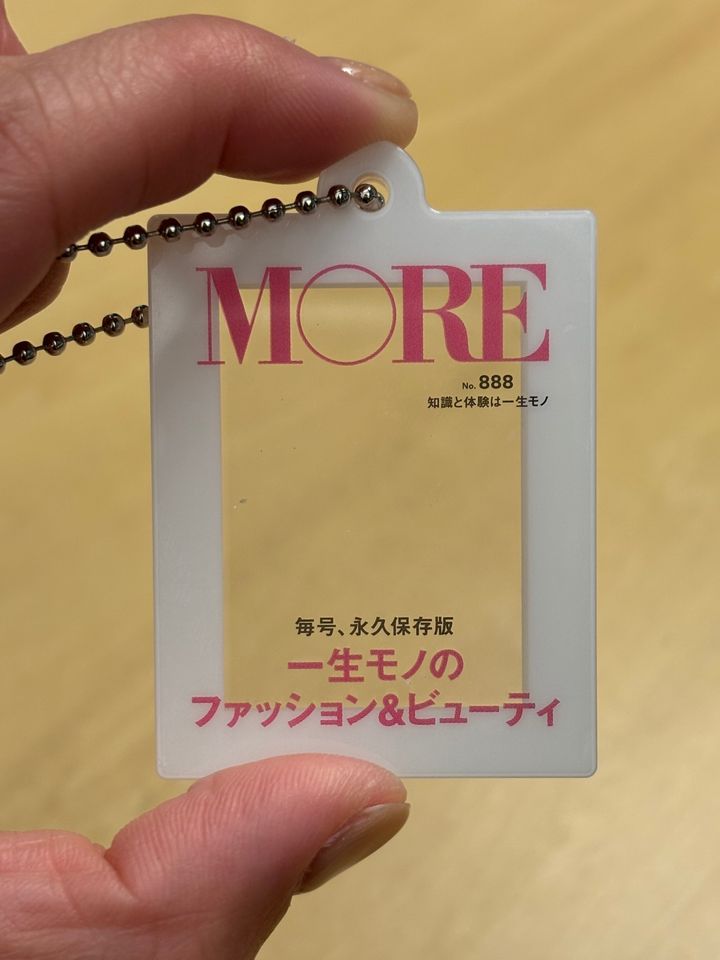 MORE
No. 888
知識と体験は一生モノ
毎号、永久保存版
一生モノの
ファッション&ビューティ